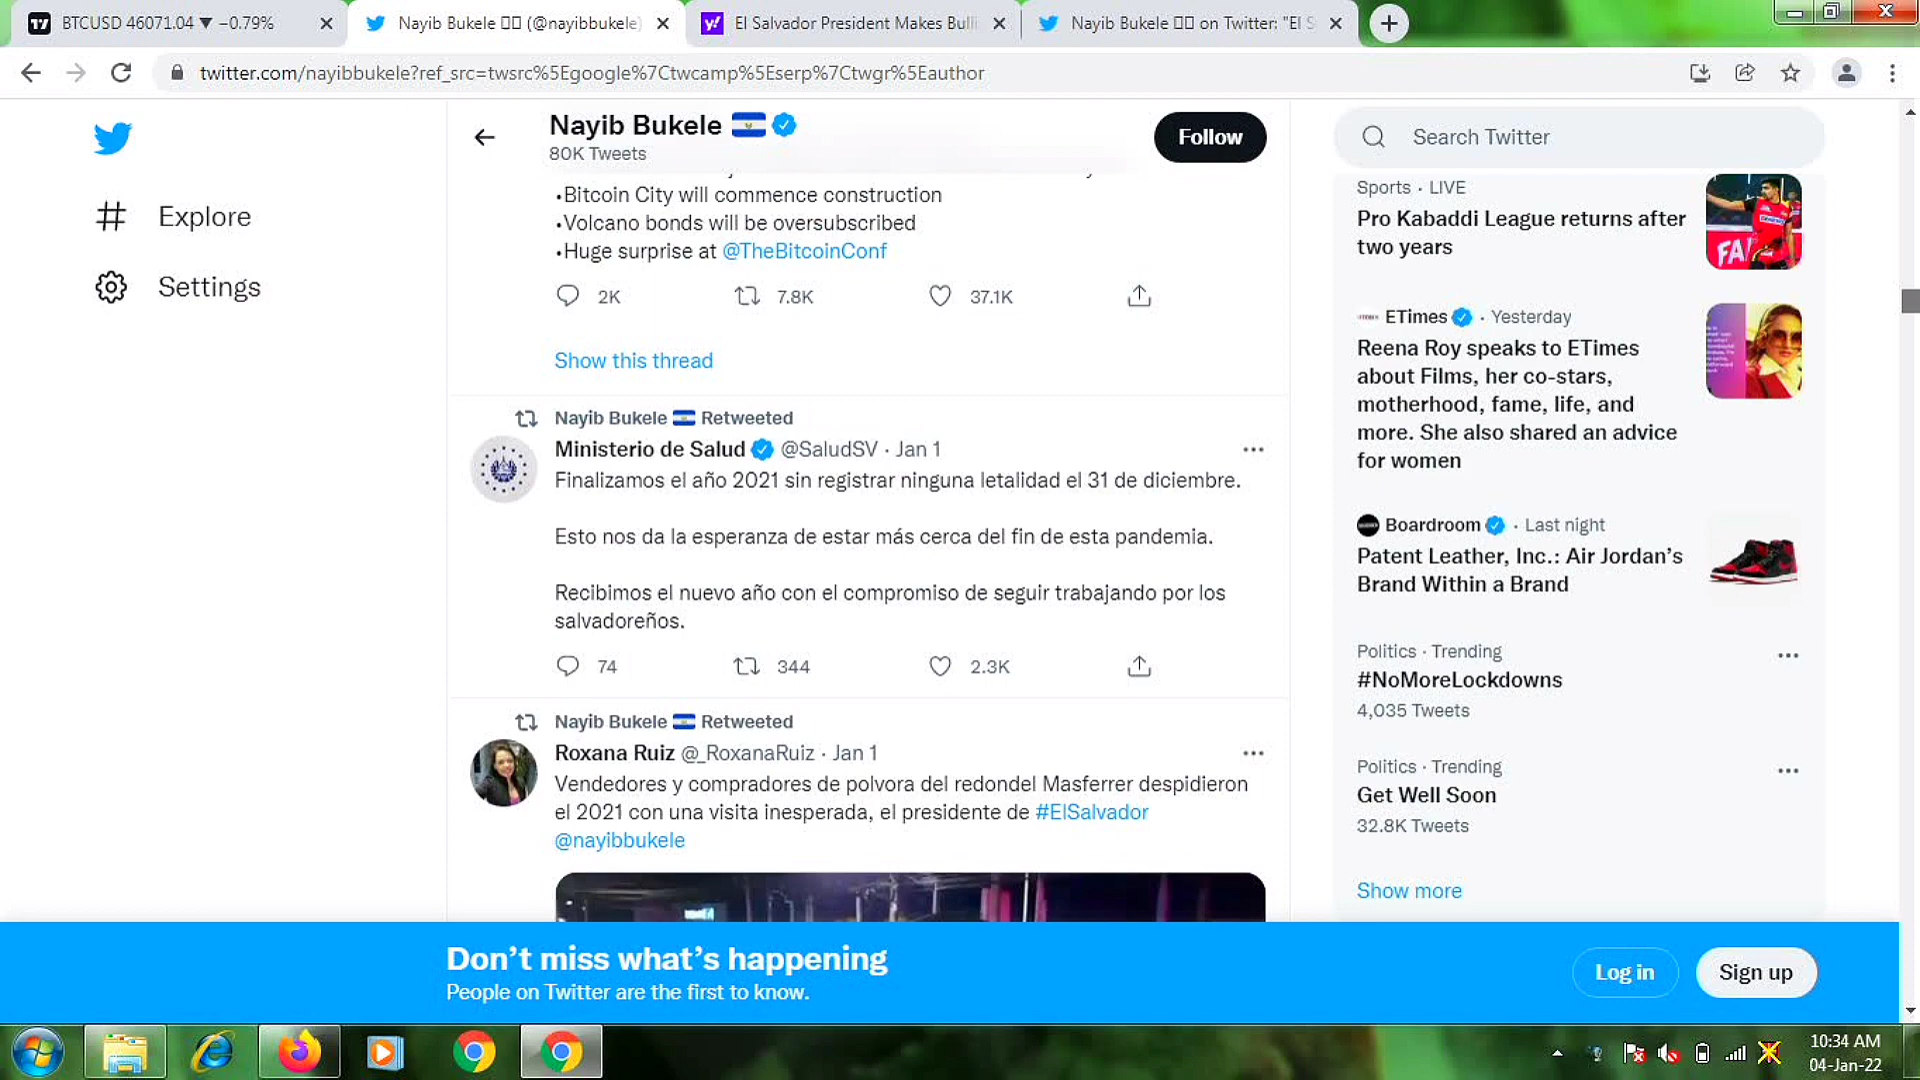 BTCUSD 46071.04 ▼ −0.79%
Nayib Bukele (@nayibbukele)
El Salvador President Makes Bulli
Nayib Bukele on Twitter: "El S
twitter.com/nayibbukele?ref_src=twsrc%5Egoogle%7Ctwcamp%5Eserp%7Ctwgr%5Eauthor
Explore
Settings
Nayib Bukele
80K Tweets
Follow
•Bitcoin City will commence construction
•Volcano bonds will be oversubscribed
•Huge surprise at @TheBitcoinConf
2K 7.8K 37.1K
Show this thread
Nayib Bukele Retweeted
Ministerio de Salud @SaludSV · Jan 1
Finalizamos el año 2021 sin registrar ninguna letalidad el 31 de diciembre.
Esto nos da la esperanza de estar más cerca del fin de esta pandemia.
Recibimos el nuevo año con el compromiso de seguir trabajando por los
salvadoreños.
74 344 2.3K
Nayib Bukele Retweeted
Roxana Ruiz @_RoxanaRuiz · Jan 1
Vendedores y compradores de polvora del redondel Masferrer despidieron
el 2021 con una visita inesperada, el presidente de #ElSalvador
@nayibbukele
Search Twitter
Sports · LIVE
Pro Kabaddi League returns after
two years
FA
ETimes · Yesterday
Reena Roy speaks to ETimes
about Films, her co-stars,
motherhood, fame, life, and
more. She also shared an advice
for women
Boardroom · Last night
Patent Leather, Inc.: Air Jordan's
Brand Within a Brand
Politics · Trending
#NoMoreLockdowns
4,035 Tweets
Politics · Trending
Get Well Soon
32.8K Tweets
Show more
Don't miss what's happening
People on Twitter are the first to know.
Log in
Sign up
10:34 AM
04-Jan-22